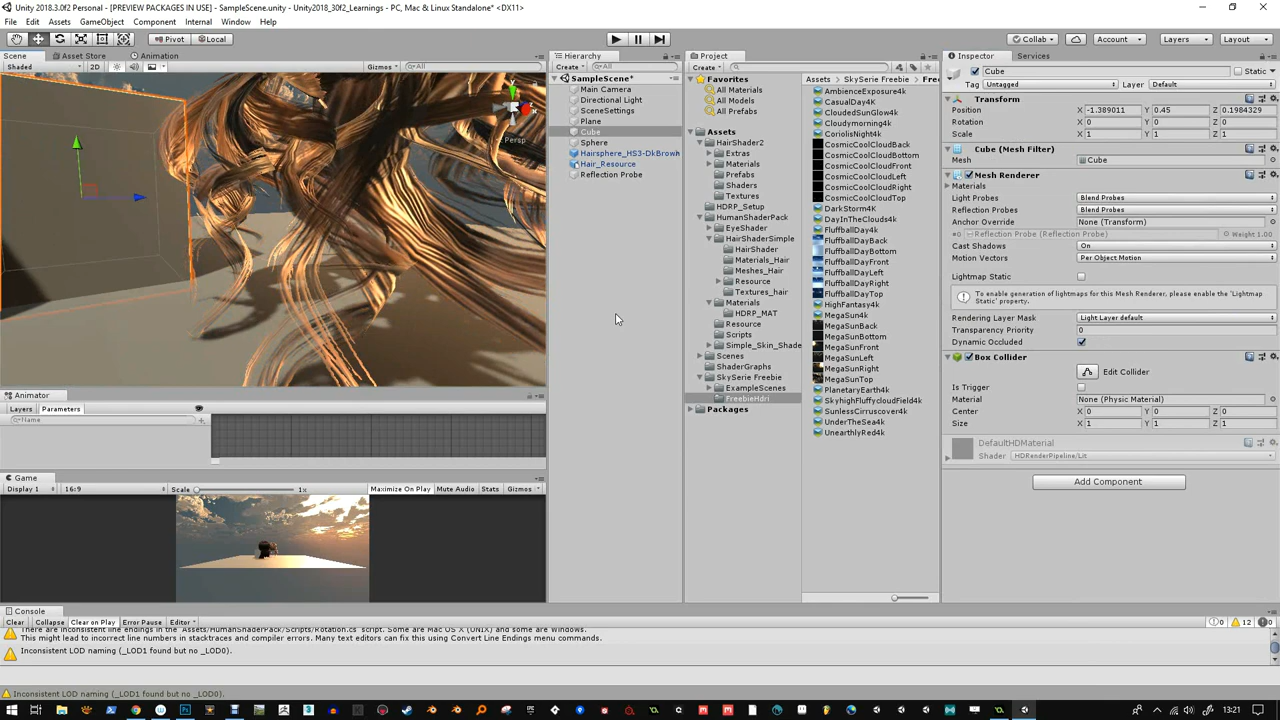 Unity 2018.3.0f2 Personal - [PREVIEW PACKAGES IN USE] - SampleScene.unity - Unity2018_30f2_Learnings - PC, Mac & Linux Standalone* <DX11>
File Edit Assets GameObject Component Internal Window Help
Pivot Local Collab Account Layers Layout
Scene Asset Store Animation
Shaded 2D Gizmos All
Persp
Animator
Layers Parameters
Name
Game
Display 1 16:9 Scale 1x Maximize On Play Mute Audio Stats Gizmos
Hierarchy
Create All
SampleScene*
Main Camera
Directional Light
SceneSettings
Plane
Cube
Sphere
Hairsphere_HS3-DkBrown
Hair_Resource
Reflection Probe
Project
Create
Favorites
All Materials
All Models
All Prefabs
Assets
HairShader2
Extras
Materials
Prefabs
Shaders
Textures
HDRP_Setup
HumanShaderPack
EyeShader
HairShaderSimple
HairShader
Materials_Hair
Meshes_Hair
Resource
Textures_hair
Materials
HDRP_MAT
Resource
Scripts
Simple_Skin_Shade
Scenes
ShaderGraphs
SkySerie Freebie
ExampleScenes
FreebieHdri
Packages
Assets SkySerie Freebie Free
AmbienceExposure4k
CasualDay4K
CloudedSunGlow4k
Cloudymorning4k
CoriolisNight4k
CosmicCoolCloudBack
CosmicCoolCloudBottom
CosmicCoolCloudFront
CosmicCoolCloudLeft
CosmicCoolCloudRight
CosmicCoolCloudTop
DarkStorm4K
DayInTheClouds4k
FluffballDay4k
FluffballDayBack
FluffballDayBottom
FluffballDayFront
FluffballDayLeft
FluffballDayRight
FluffballDayTop
HighFantasy4k
MegaSun4k
MegaSunBack
MegaSunBottom
MegaSunFront
MegaSunLeft
MegaSunRight
MegaSunTop
PlanetaryEarth4k
SkyhighFluffycloudField4k
SunlessCirruscover4k
UnderTheSea4k
UnearthlyRed4k
Inspector Services
Cube Static
Tag Untagged Layer Default
Transform
Position X -1.389011 Y 0.45 Z 0.1984329
Rotation X 0 Y 0 Z 0
Scale X 1 Y 1 Z 1
Cube (Mesh Filter)
Mesh Cube
Mesh Renderer
Materials
Light Probes Blend Probes
Reflection Probes Blend Probes
Anchor Override None (Transform)
#0 Reflection Probe (Reflection Probe) Weight 1.00
Cast Shadows On
Motion Vectors Per Object Motion
Lightmap Static
To enable generation of lightmaps for this Mesh Renderer, please enable the 'Lightmap
Static' property.
Rendering Layer Mask Light Layer default
Transparency Priority 0
Dynamic Occluded
Box Collider
Edit Collider
Is Trigger
Material None (Physic Material)
Center X 0 Y 0 Z 0
Size X 1 Y 1 Z 1
DefaultHDMaterial
Shader HDRenderPipeline/Lit
Add Component
Console
Clear Collapse Clear on Play Error Pause Editor 0 12 0
There are inconsistent line endings in the 'Assets/HumanShaderPack/Scripts/Rotation.cs' script. Some are Mac OS X (UNIX) and some are Windows.
This might lead to incorrect line numbers in stacktraces and compiler errors. Many text editors can fix this using Convert Line Endings menu commands.
Inconsistent LOD naming (_LOD1 found but no _LOD0).
Inconsistent LOD naming (_LOD1 found but no _LOD0).
13:21